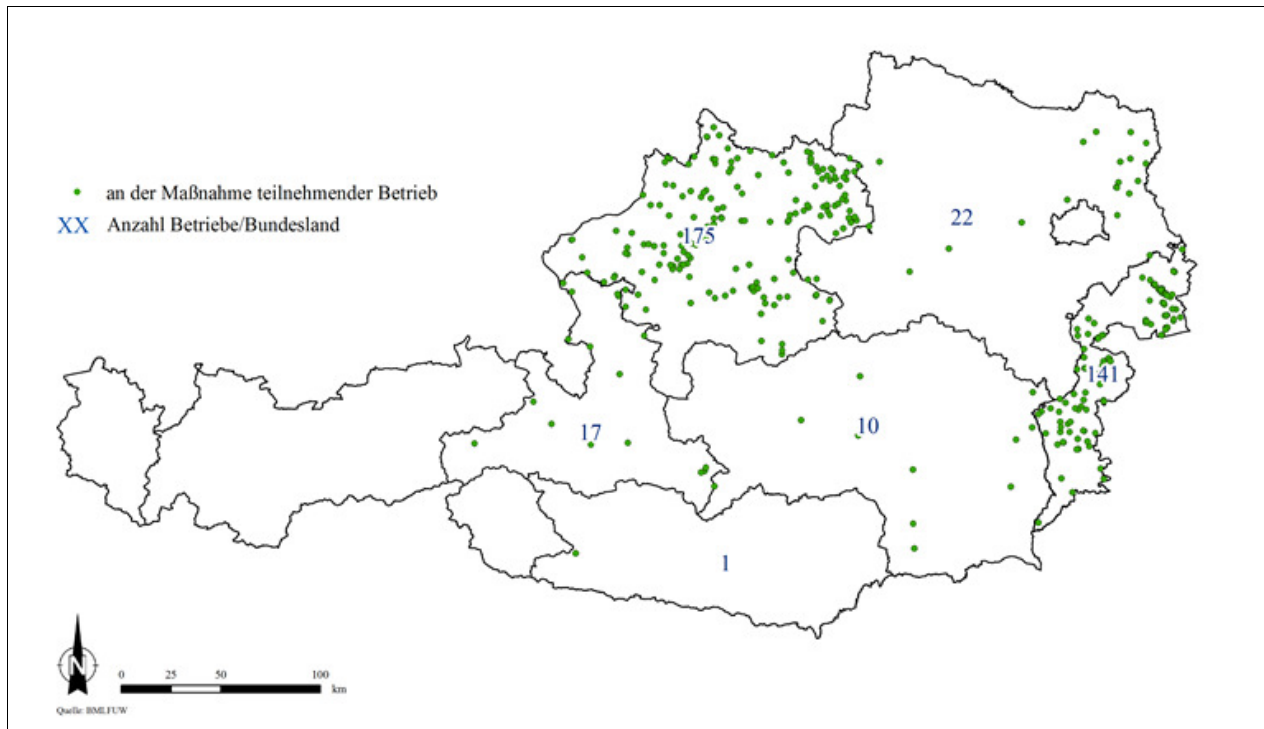 an der Maßnahme teilnehmender Betrieb
XX Anzahl Betriebe/Bundesland
175
22
141
17
10
1
N
0 25 50 100
km
Quelle: BMLFUW